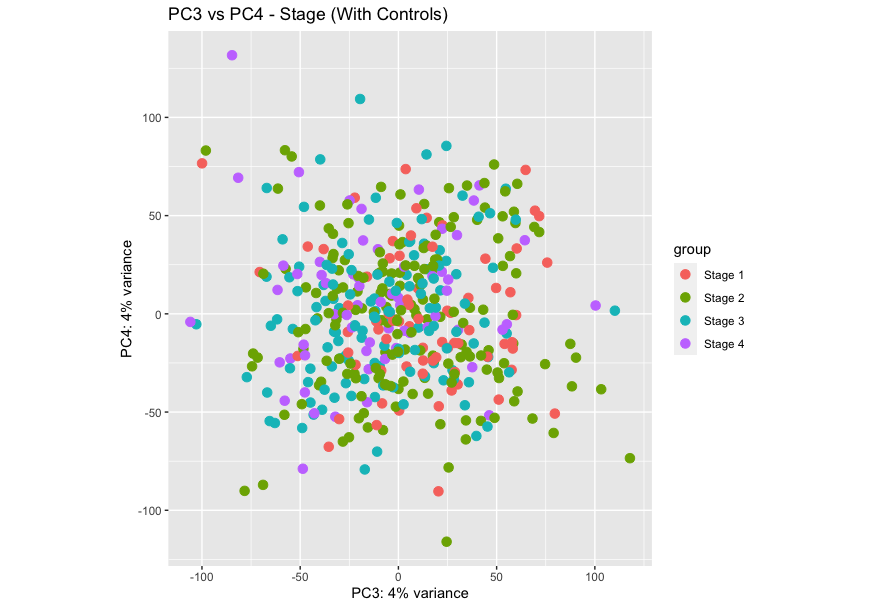 PC3 vs PC4 - Stage (With Controls)
100
50
0
-50
-100
PC4: 4% variance
-100
-50
0
50
100
PC3: 4% variance
group
Stage 1
Stage 2
Stage 3
Stage 4